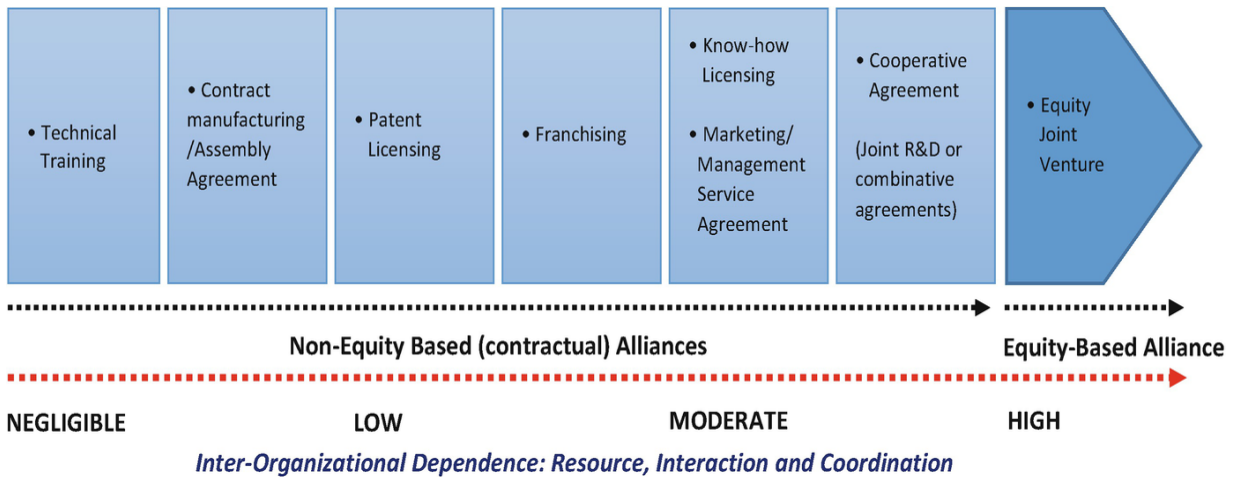 • Technical
Training
• Contract
manufacturing
/Assembly
Agreement
• Patent
Licensing
• Franchising
• Know-how
Licensing
• Marketing/
Management
Service
Agreement
• Cooperative
Agreement
(Joint R&D or
combinative
agreements)
• Equity
Joint
Venture
Non-Equity Based (contractual) Alliances
Equity-Based Alliance
NEGLIGIBLE
LOW
MODERATE
HIGH
Inter-Organizational Dependence: Resource, Interaction and Coordination